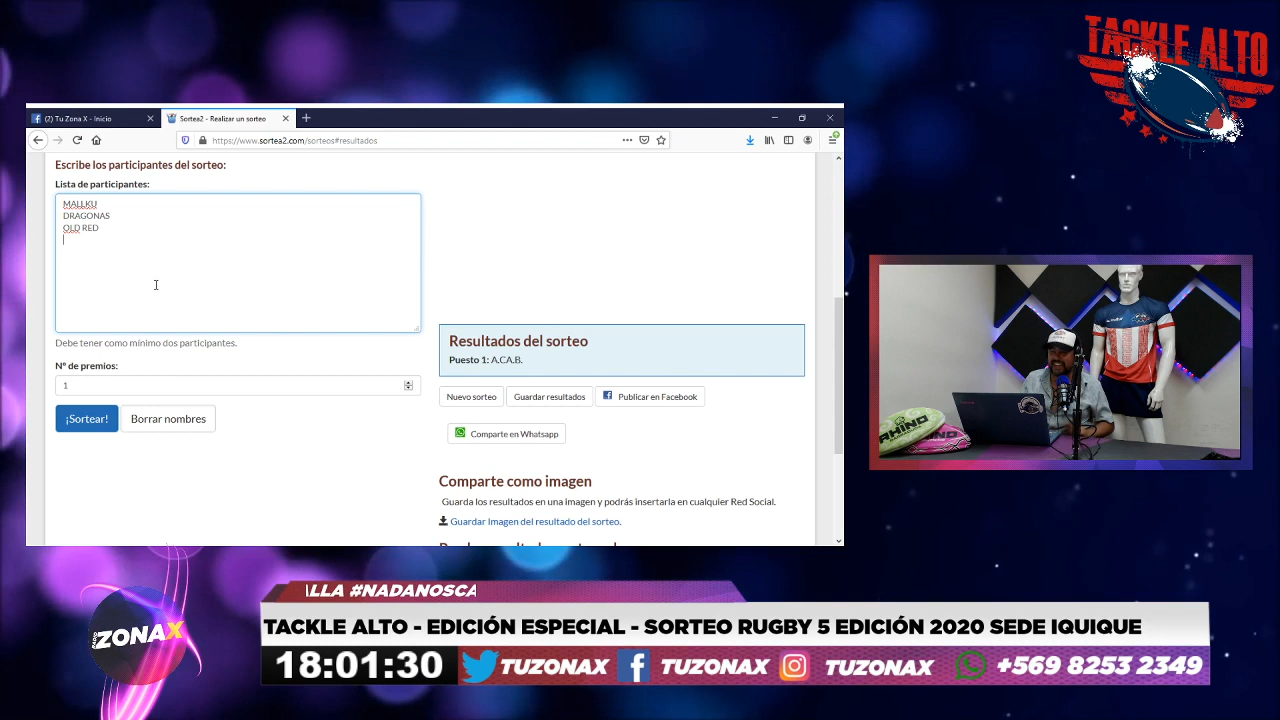 TACKLE ALTO
(2) Tu Zona X - Inicio
Sortea2 - Realizar un sorteo
https://www.sortea2.com/sorteos#resultados
Escribe los participantes del sorteo:
Lista de participantes:
MALLKU
DRAGONAS
OLD RED
Debe tener como mínimo dos participantes.
Nº de premios:
1
¡Sortear!
Borrar nombres
Resultados del sorteo
Puesto 1: A.CA.B.
Nuevo sorteo
Guardar resultados
Publicar en Facebook
Comparte en Whatsapp
Comparte como imagen
Guarda los resultados en una imagen y podrás insertarla en cualquier Red Social.
Guardar Imagen del resultado del sorteo.
RHINO
RHINO
ILLA #NADANOSCA
RADIO ZONAX
TACKLE ALTO - EDICIÓN ESPECIAL - SORTEO RUGBY 5 EDICIÓN 2020 SEDE IQUIQUE
18:01:30 TUZONAX TUZONAX TUZONAX +569 8253 2349